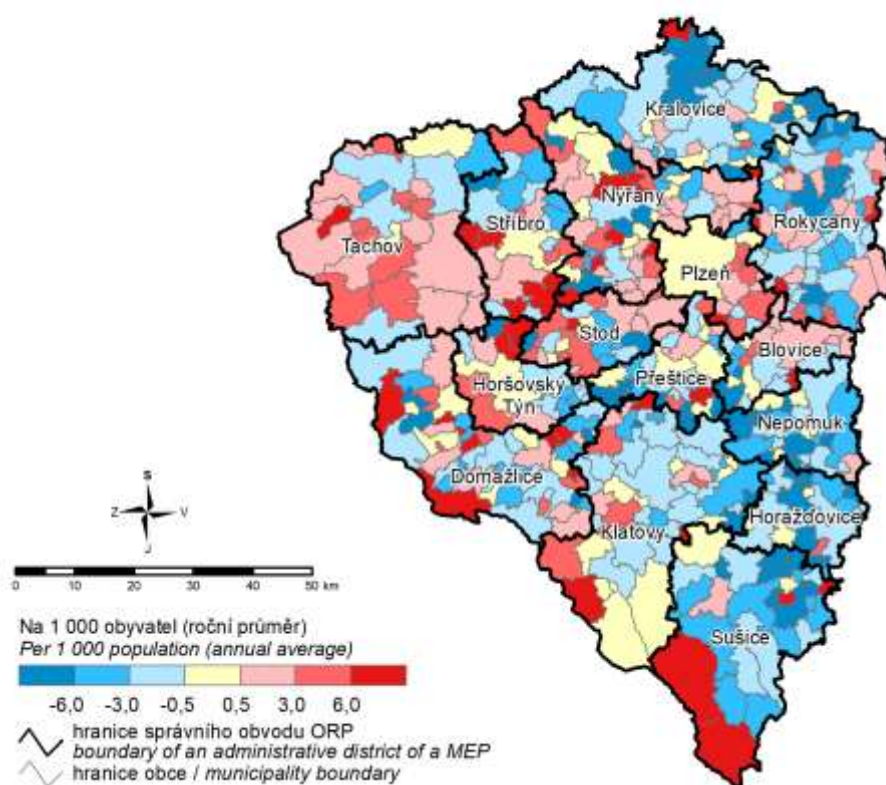 Kralovice
Rokycany
Nýřany
Stříbro
Tachov
Plzeň
Stod
Blovice
Přeštice
Horšovský
Týn
Nepomuk
Domažlice
Horažďovice
Klatovy
Sušice
S
Z V
J
0 10 20 30 40 50 km
Na 1 000 obyvatel (roční průměr)
Per 1 000 population (annual average)
-6,0 -3,0 -0,5 0,5 3,0 6,0
hranice správního obvodu ORP
boundary of an administrative district of a MEP
hranice obce / municipality boundary